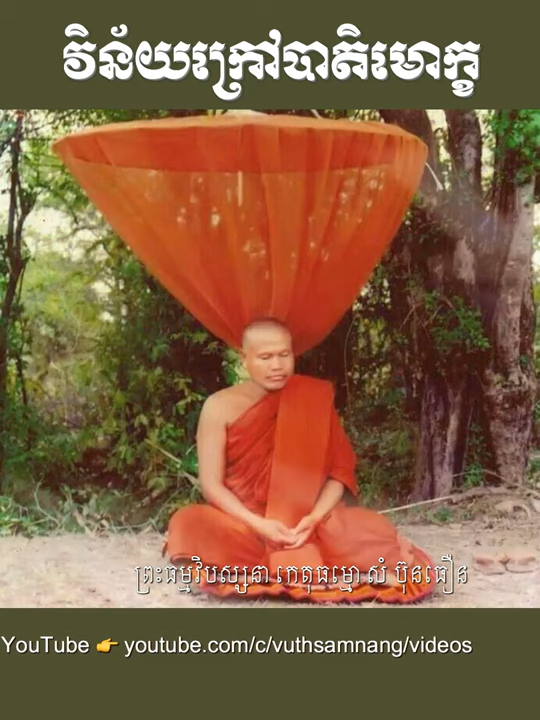 វិន័យក្រៅបាតិមោក្ខ
ព្រះធម្មវិបស្សនា កេតុធម្មោ សំ ប៊ុនធឿន
YouTube 👉 youtube.com/c/vuthsamnang/videos